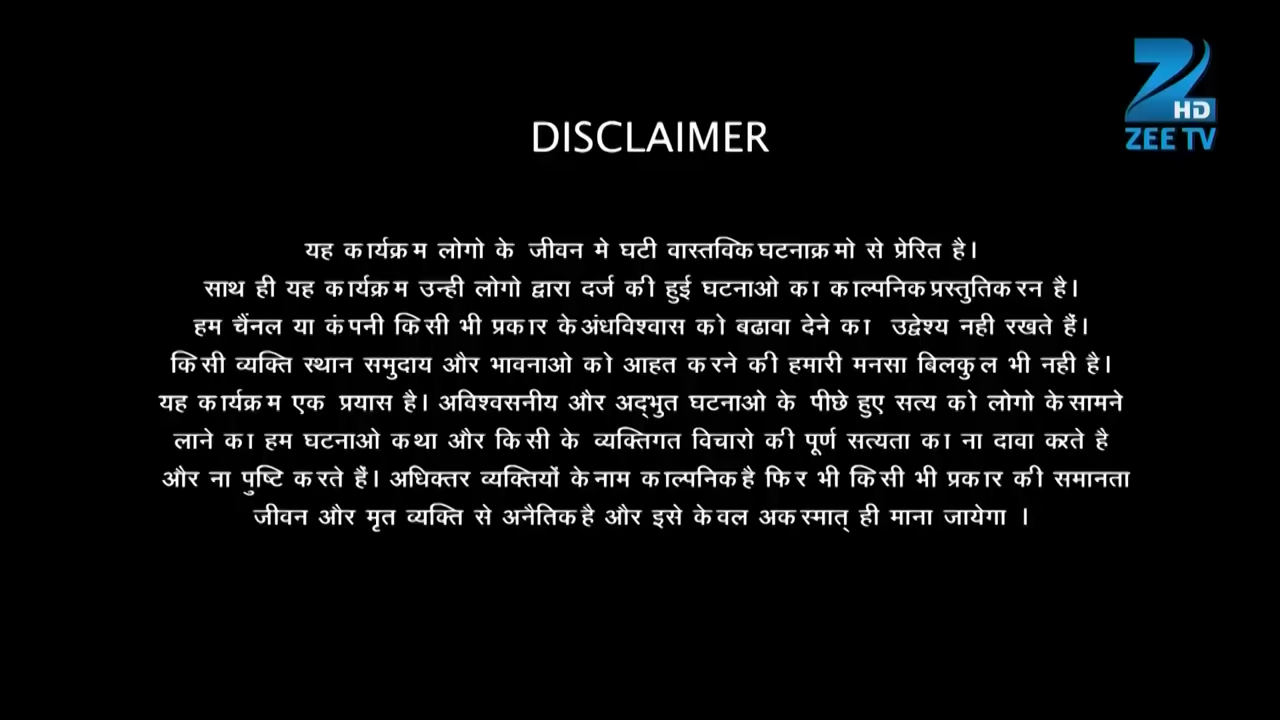 DISCLAIMER
HD
ZEE TV
यह कार्यक्रम लोगो के जीवन मे घटी वास्तविक घटनाक्रमो से प्रेरित है।
साथ ही यह कार्यक्रम उन्ही लोगो द्वारा दर्ज की हुई घटनाओ का काल्पनिक प्रस्तुतिकरन है।
हम चैंनल या कंपनी किसी भी प्रकार के अंधविश्वास को बढावा देने का उद्वेश्य नही रखते हैं।
किसी व्यक्ति स्थान समुदाय और भावनाओ को आहत करने की हमारी मनसा बिलकुल भी नही है।
यह कार्यक्रम एक प्रयास है। अविश्वसनीय और अद्‌भुत घटनाओ के पीछे हुए सत्य को लोगो के सामने
लाने का हम घटनाओ कथा और किसी के व्यक्तिगत विचारो की पूर्ण सत्यता का ना दावा करते है
और ना पुष्टि करते हैं। अधिक्तर व्यक्तियों के नाम काल्पनिक है फिर भी किसी भी प्रकार की समानता
जीवन और मृत व्यक्ति से अनैतिक है और इसे केवल अकस्मात् ही माना जायेगा ।